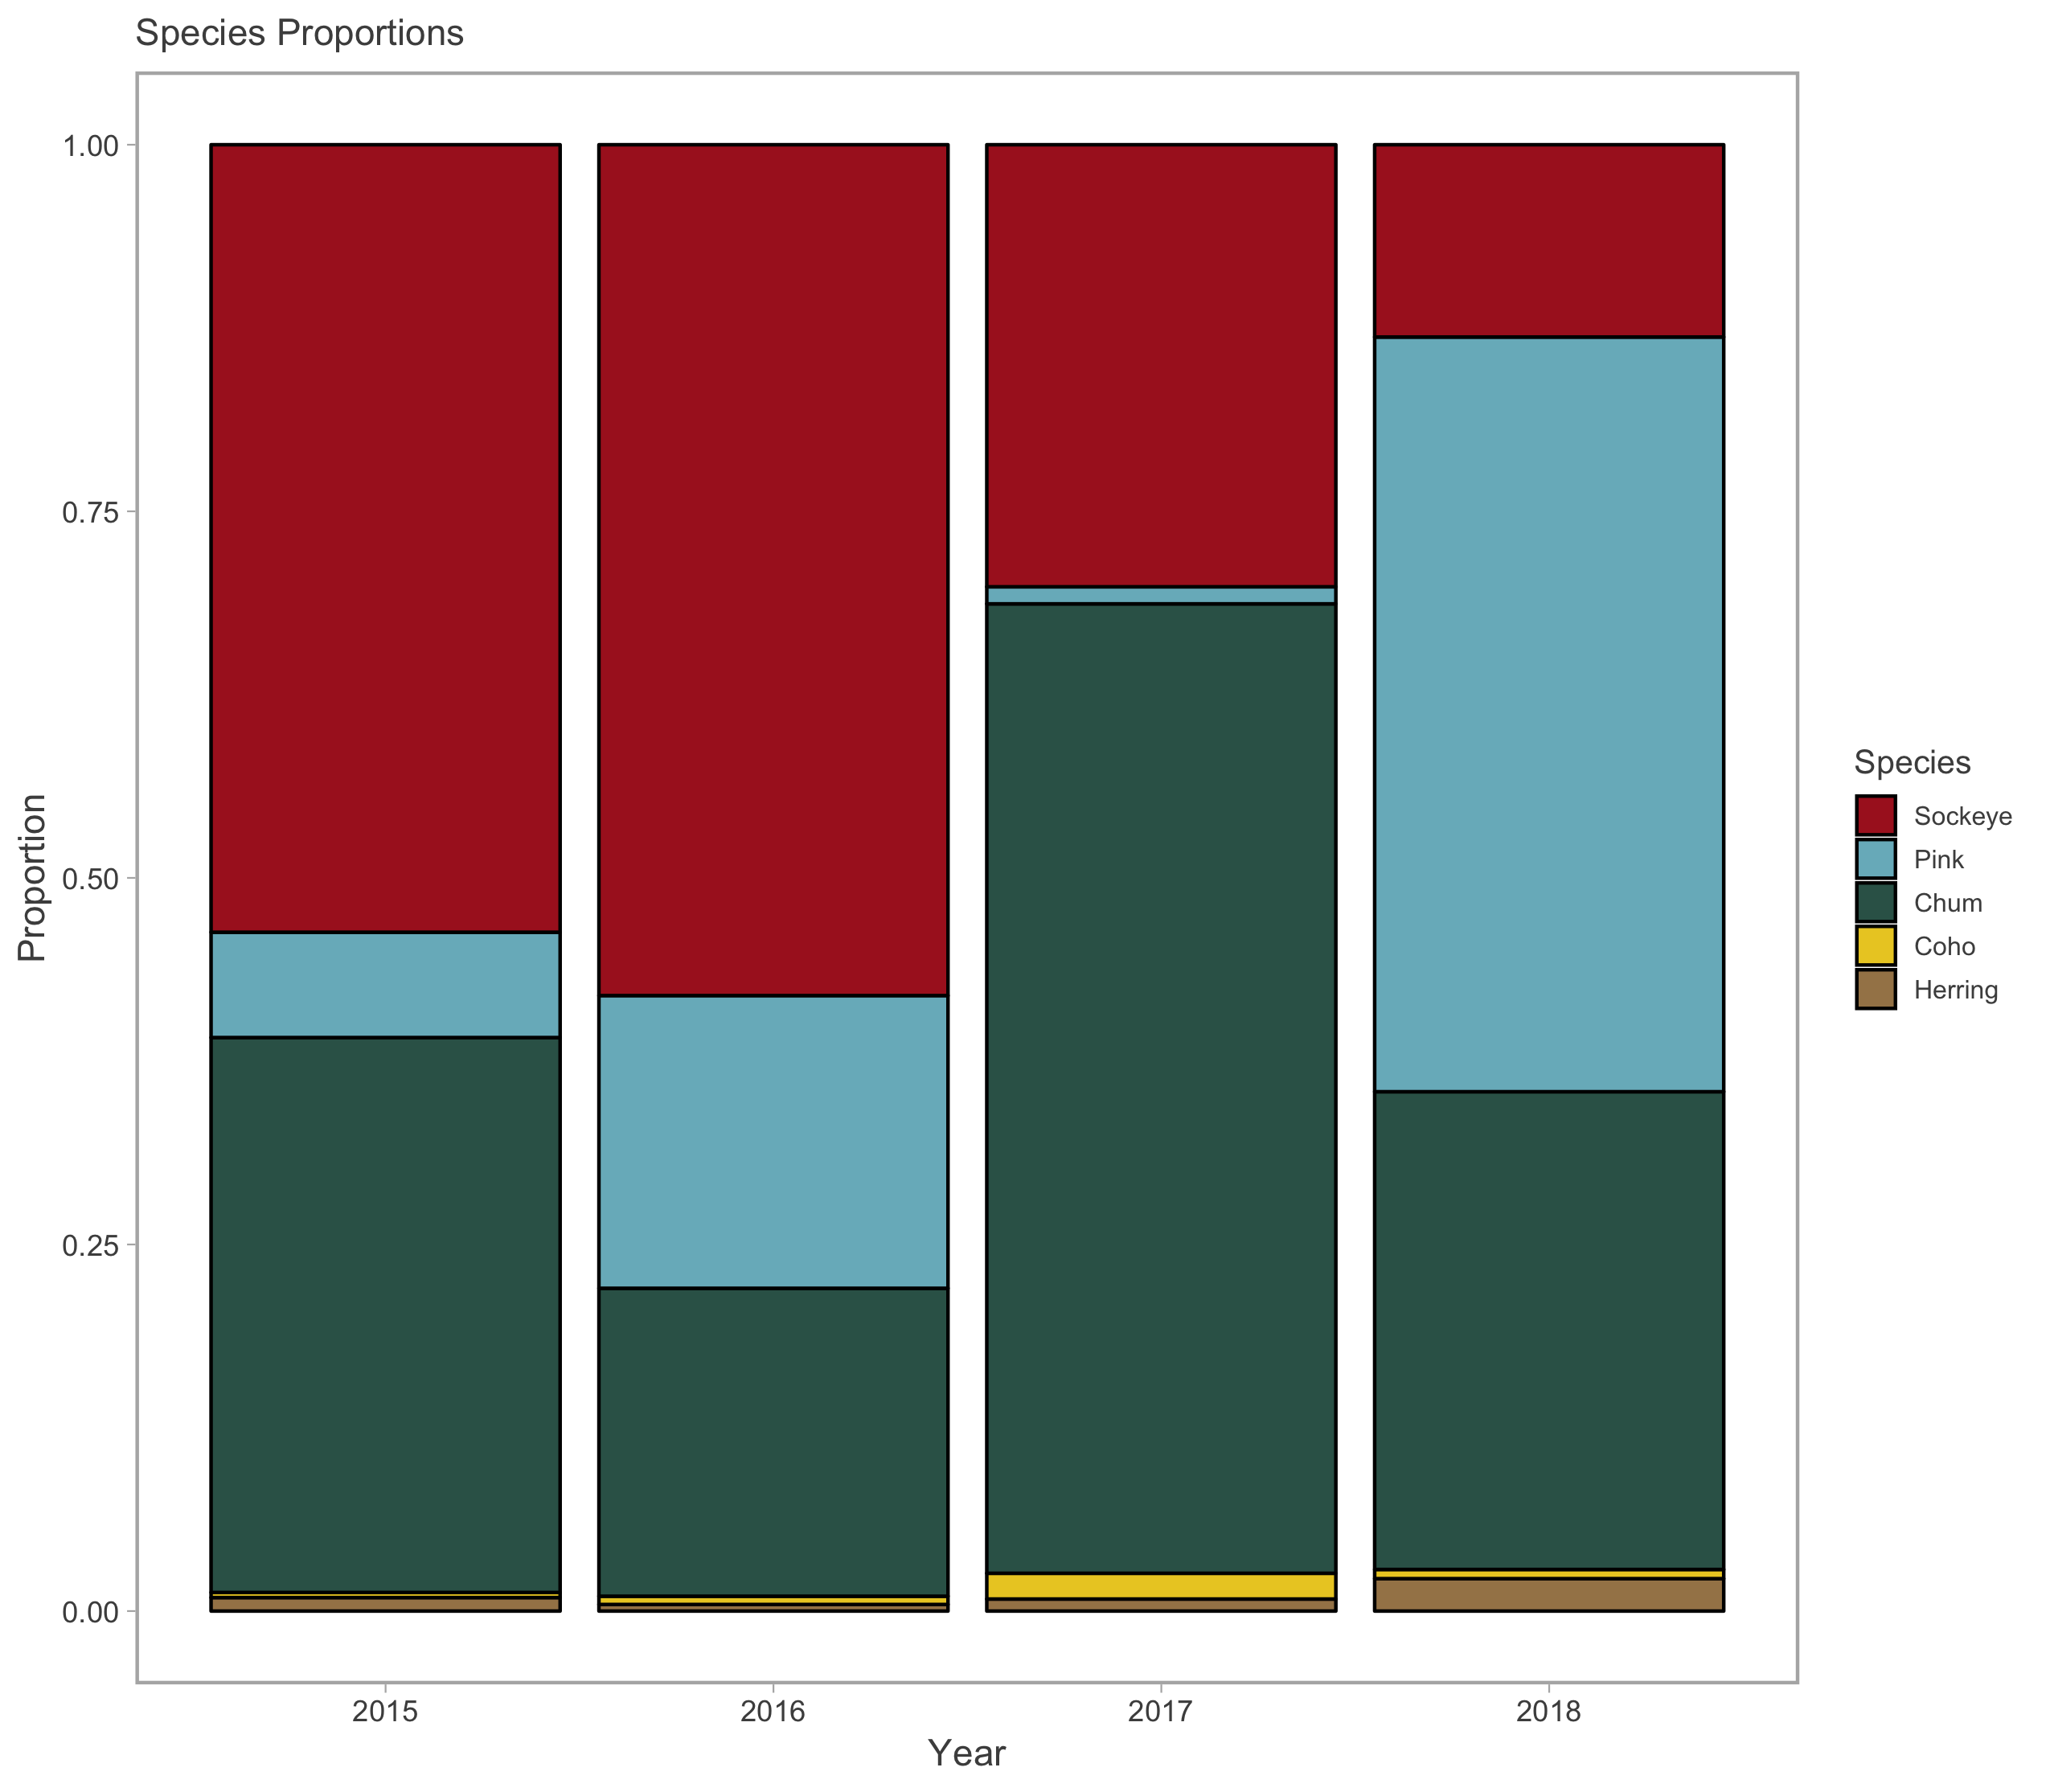 Species Proportions
1.00
0.75
0.50
0.25
0.00
Proportion
2015 2016 2017 2018
Year
Species
Sockeye
Pink
Chum
Coho
Herring